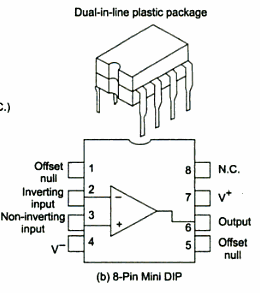 Dual-in-line plastic package
C.)
Offset
null
1
8
N.C.
Inverting
input
2
−
7
V+
Non-inverting
input
3
+
6
Output
V−
4
5
Offset
null
(b) 8-Pin Mini DIP